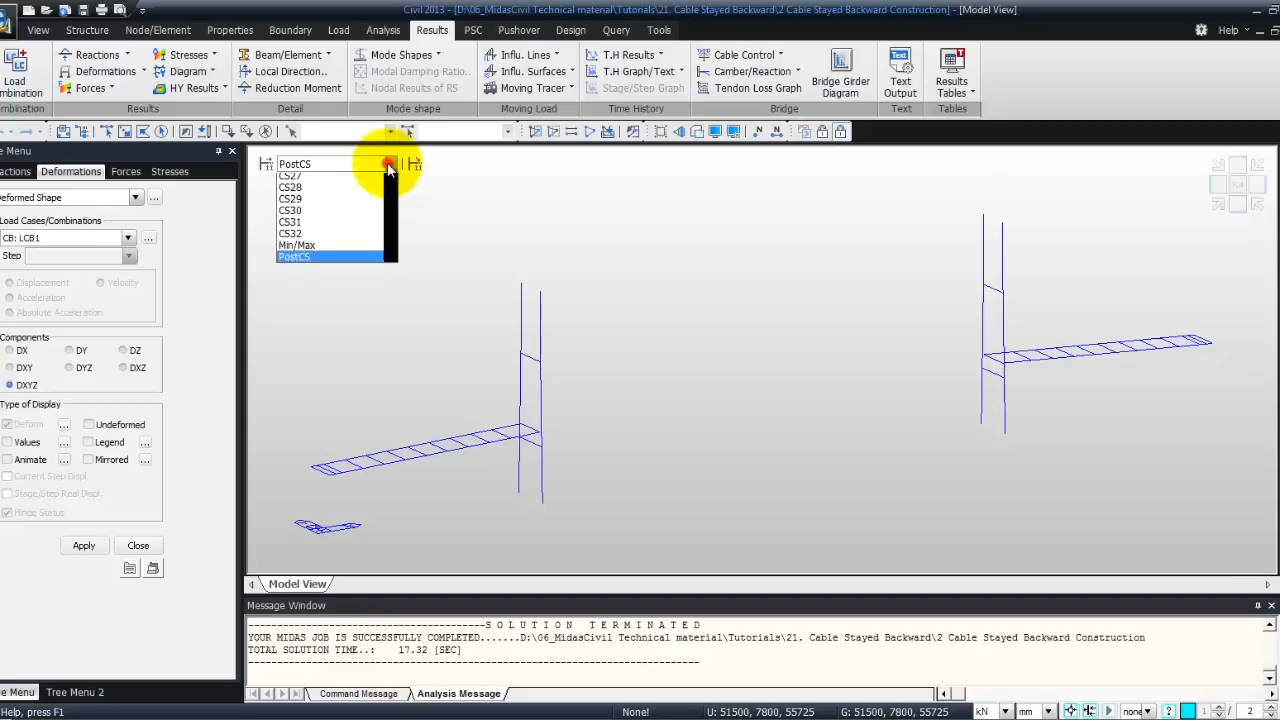 Civil 2013 - [D:\06_MidasCivil Technical material\Tutorials\21. Cable Stayed Backward Construction\2 Cable Stayed Backward Construction] - [Model View]
View Structure Node/Element Properties Boundary Load Analysis Results PSC Pushover Design Query Tools Help
Load Combination
Reactions
Deformations
Forces
Stresses
Diagram
HY Results
Beam/Element
Local Direction..
Reduction Moment
Mode Shapes
Modal Damping Ratio..
Nodal Results of RS
Influ. Lines
Influ. Surfaces
Moving Tracer
T.H Results
T.H Graph/Text
Stage/Step Graph
Cable Control
Camber/Reaction
Tendon Loss Graph
Bridge Girder Diagram
Text Output
Results Tables
Results Detail Mode shape Moving Load Time History Bridge Text Tables
Deformations Forces Stresses
PostCS
CS27
CS28
CS29
CS30
CS31
CS32
Min/Max
PostCS
TOP
Load Cases/Combinations
CB: LCB1
Step
Displacement Velocity
Acceleration
Absolute Acceleration
Components
DX DY DZ
DXY DYZ DXZ
DXYZ
Type of Display
Deform ... Undeformed
Values ... Legend ...
Animate ... Mirrored ...
Current Step Displ.
Stage/Step Real Displ.
Hinge Status
Apply Close
Model View
Message Window
S O L U T I O N T E R M I N A T E D
YOUR MIDAS JOB IS SUCCESSFULLY COMPLETED.......D:\06_MidasCivil Technical material\Tutorials\21. Cable Stayed Backward\2 Cable Stayed Backward Construction
TOTAL SOLUTION TIME..: 17.32 [SEC]
Tree Menu 2
Command Message Analysis Message
Help, press F1 None! U: 51500, 7800, 55725 G: 51500, 7800, 55725 kN mm none 1 / 2